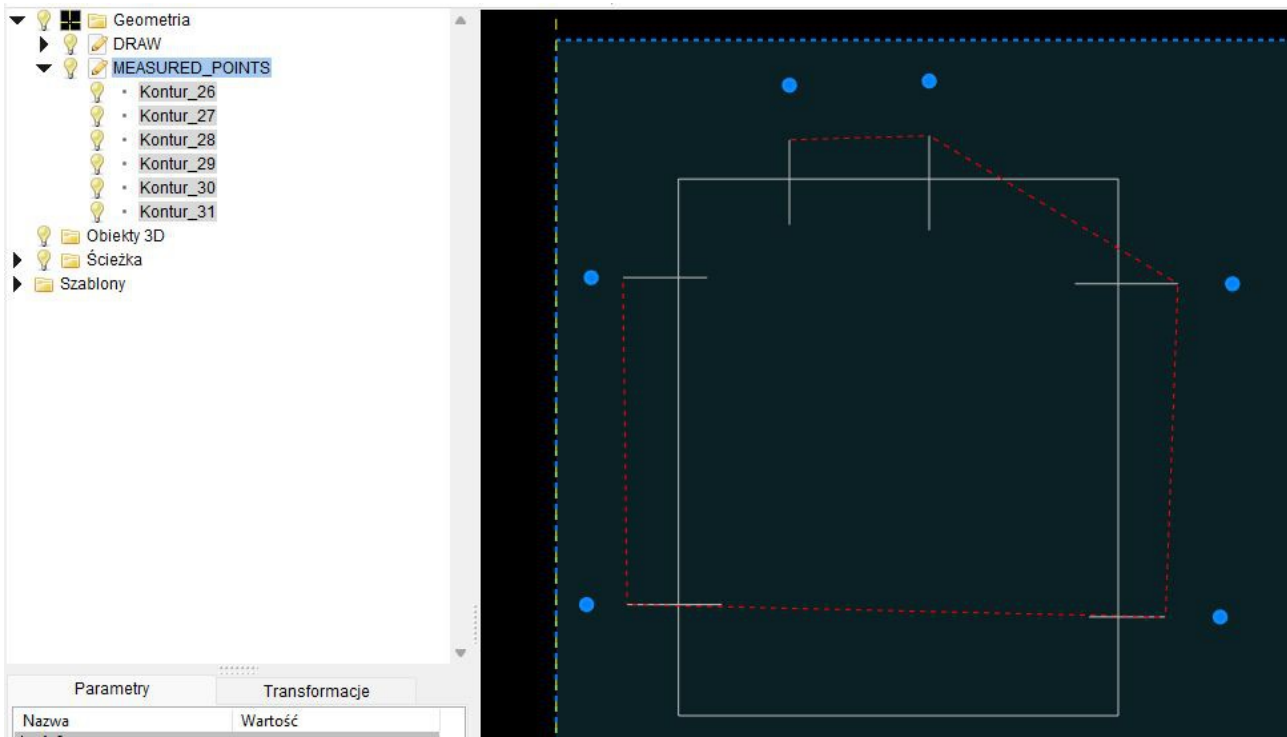 Geometria
DRAW
MEASURED_POINTS
Kontur_26
Kontur_27
Kontur_28
Kontur_29
Kontur_30
Kontur_31
Obiekty 3D
Ścieżka
Szablony
Parametry Transformacje
Nazwa Wartość